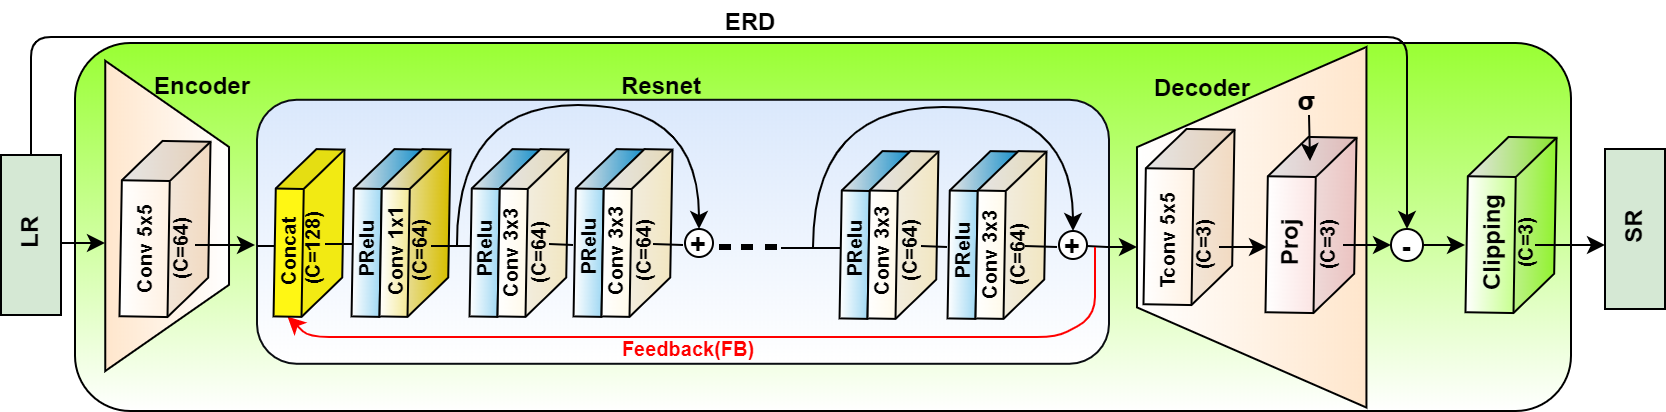 ERD
Encoder
Resnet
Decoder
σ
LR
Conv 5x5
(C=64)
Concat
(C=128)
PRelu
Conv 1x1
(C=64)
PRelu
Conv 3x3
(C=64)
PRelu
Conv 3x3
(C=64)
+
PRelu
Conv 3x3
(C=64)
PRelu
Conv 3x3
(C=64)
+
Tconv 5x5
(C=3)
Proj
(C=3)
-
Clipping
(C=3)
SR
Feedback(FB)